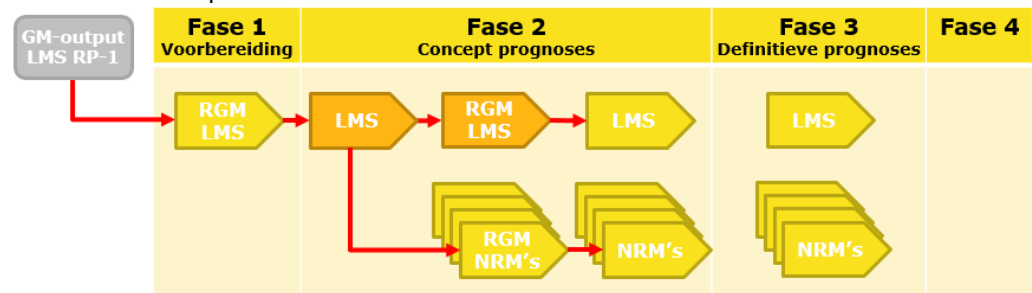 GM-output
LMS RP-1
Fase 1
Voorbereiding
Fase 2
Concept prognoses
Fase 3
Definitieve prognoses
Fase 4
RGM
LMS
LMS
RGM
LMS
LMS
LMS
RGM
NRM's
NRM's
NRM's